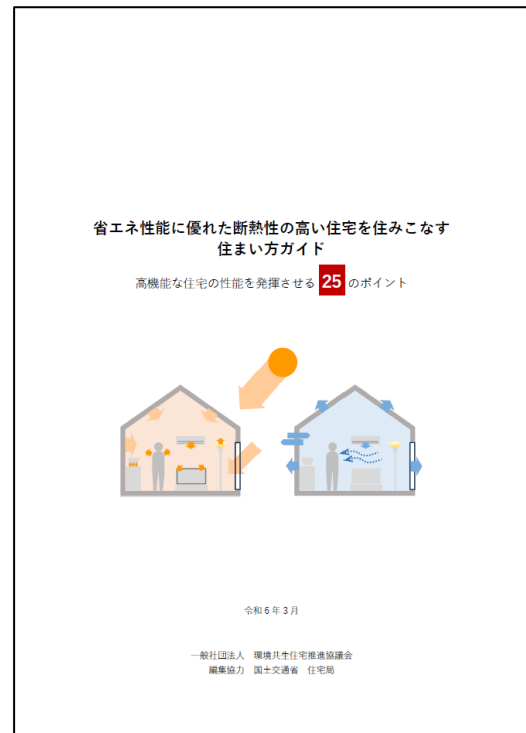 省エネ性能に優れた断熱性の高い住宅を住みこなす
住まい方ガイド
高機能な住宅の性能を発揮させる 25 のポイント
令和6年3月
一般社団法人　環境共生住宅推進協議会
編集協力　国土交通省　住宅局